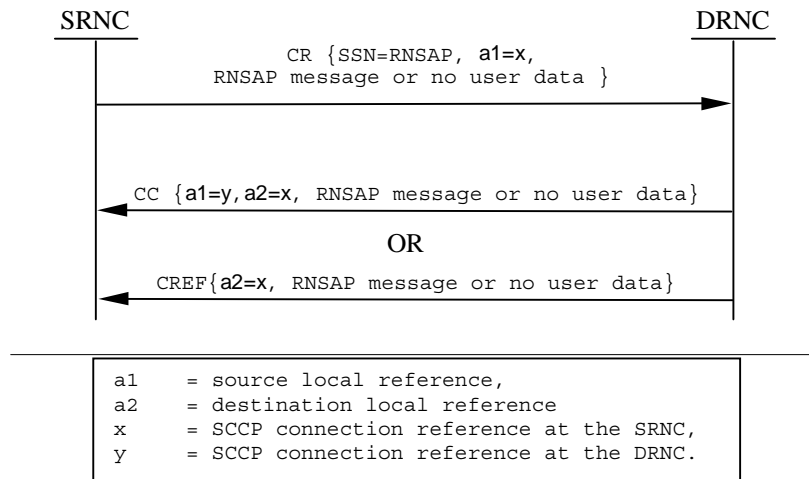 SRNC DRNC
CR {SSN=RNSAP, a1=x,
RNSAP message or no user data }
CC {a1=y,a2=x, RNSAP message or no user data}
OR
CREF{a2=x, RNSAP message or no user data}
a1 = source local reference,
a2 = destination local reference
x = SCCP connection reference at the SRNC,
y = SCCP connection reference at the DRNC.